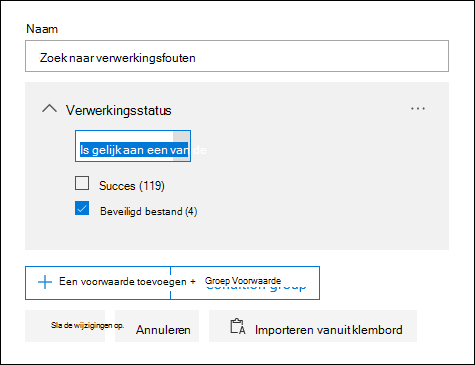 Naam
Zoek naar verwerkingsfouten
Verwerkingsstatus
Is gelijk aan een van de
Succes (119)
Beveiligd bestand (4)
Een voorwaarde toevoegen + Groep Voorwaarde
Condition group
Sla de wijzigingen op. Annuleren Importeren vanuit klembord